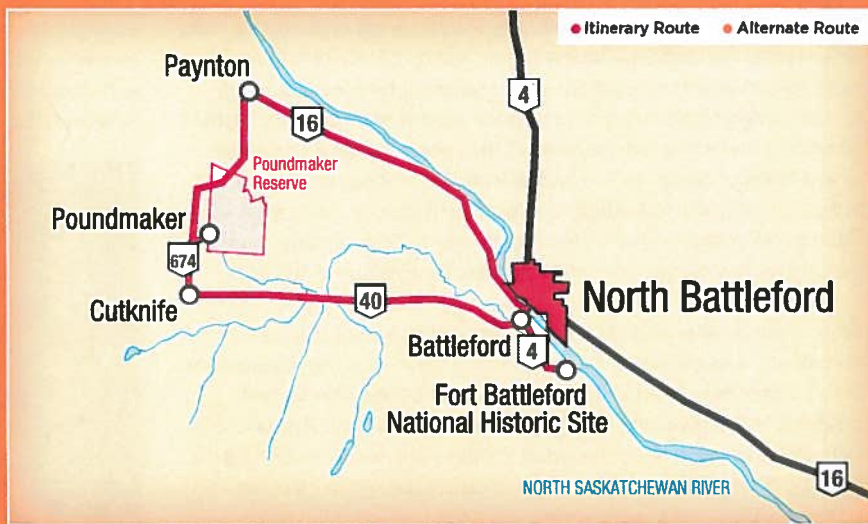 Itinerary Route
Alternate Route
Paynton
16
4
Poundmaker
Reserve
Poundmaker
674
Cutknife
40
North Battleford
Battleford
4
Fort Battleford
National Historic Site
16
NORTH SASKATCHEWAN RIVER